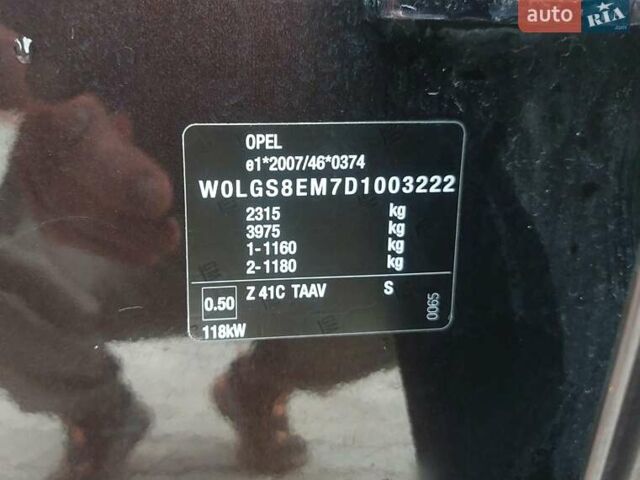 auto RIA .com
OPEL
e1*2007/46*0374
W0LGS8EM7D1003222
2315 kg
3975 kg
1-1160 kg
2-1180 kg
0.50 Z 41C TAAV S
118kW
0065